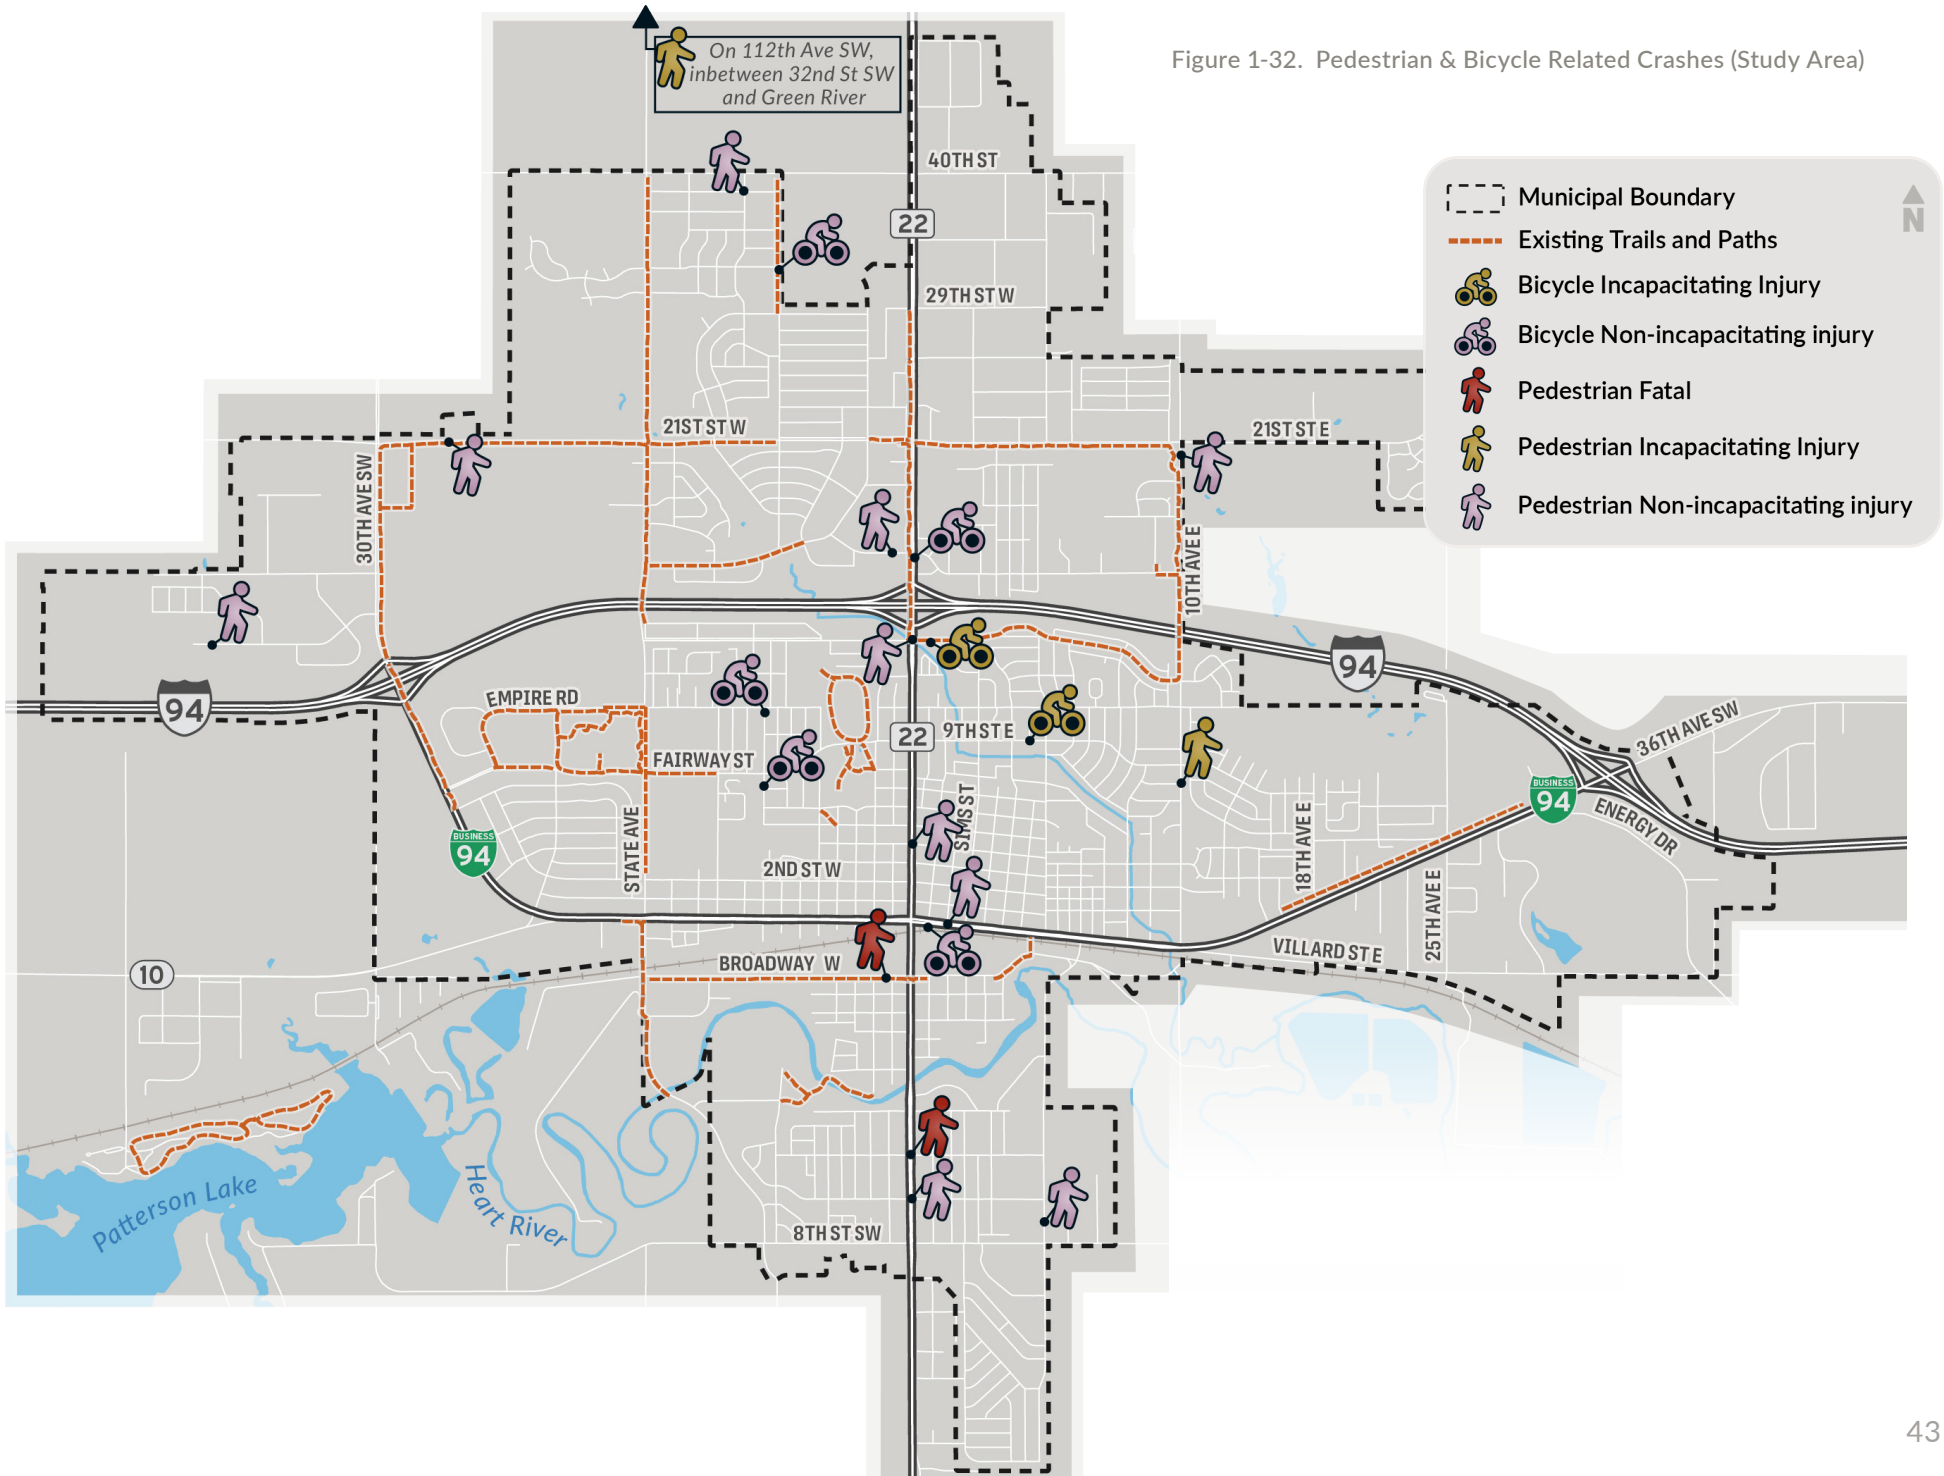 On 112th Ave SW,
inbetween 32nd St SW
and Green River
Figure 1-32. Pedestrian & Bicycle Related Crashes (Study Area)
Municipal Boundary
Existing Trails and Paths
Bicycle Incapacitating Injury
Bicycle Non-incapacitating injury
Pedestrian Fatal
Pedestrian Incapacitating Injury
Pedestrian Non-incapacitating injury
N
40TH ST
22
29TH ST W
21ST ST W
21ST ST E
30TH AVE SW
10TH AVE E
94
94
EMPIRE RD
22
9TH ST E
36TH AVE SW
FAIRWAY ST
BUSINESS
94
ENERGY DR
SIMS ST
STATE AVE
18TH AVE E
BUSINESS
94
2ND ST W
25TH AVE E
VILLARD ST E
BROADWAY W
10
Patterson Lake
Heart River
8TH ST SW
43